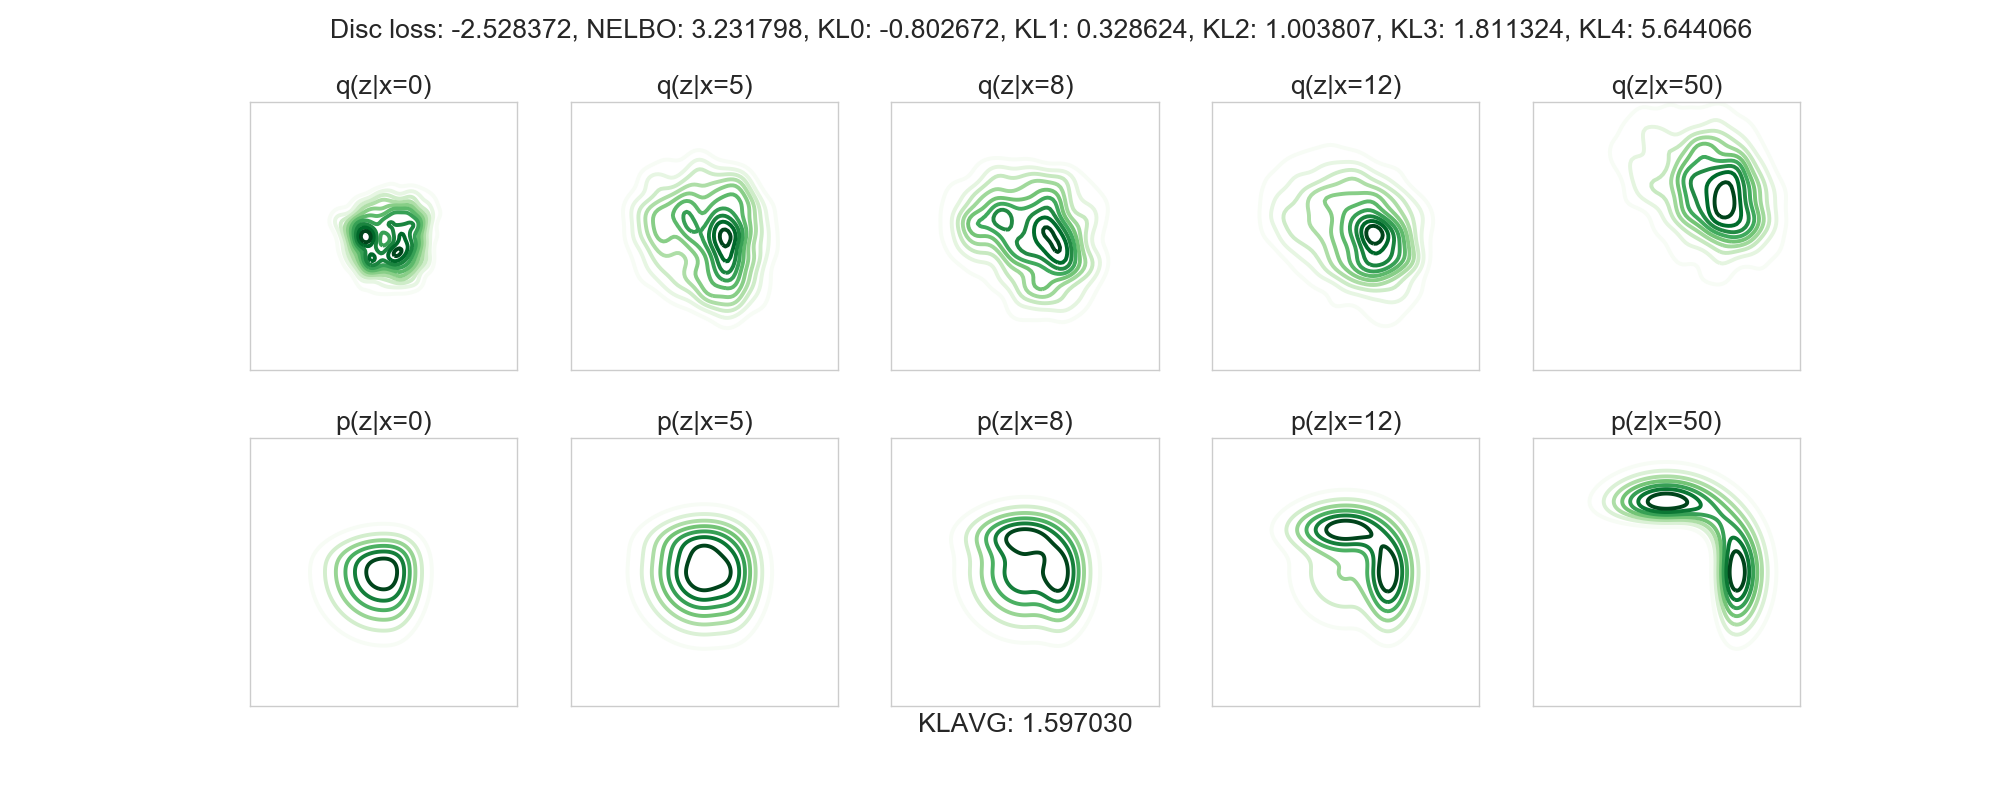 Disc loss: -2.528372, NELBO: 3.231798, KL0: -0.802672, KL1: 0.328624, KL2: 1.003807, KL3: 1.811324, KL4: 5.644066
q(z|x=0) q(z|x=5) q(z|x=8) q(z|x=12) q(z|x=50)
p(z|x=0) p(z|x=5) p(z|x=8) p(z|x=12) p(z|x=50)
KLAVG: 1.597030